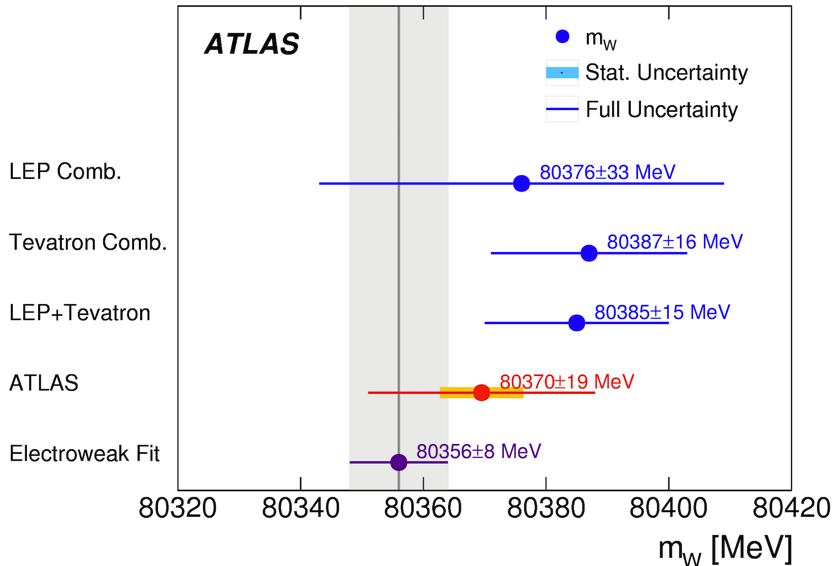 ATLAS
m_W
Stat. Uncertainty
Full Uncertainty
LEP Comb.
80376±33 MeV
Tevatron Comb.
80387±16 MeV
LEP+Tevatron
80385±15 MeV
ATLAS
80370±19 MeV
Electroweak Fit
80356±8 MeV
80320 80340 80360 80380 80400 80420
m_W [MeV]